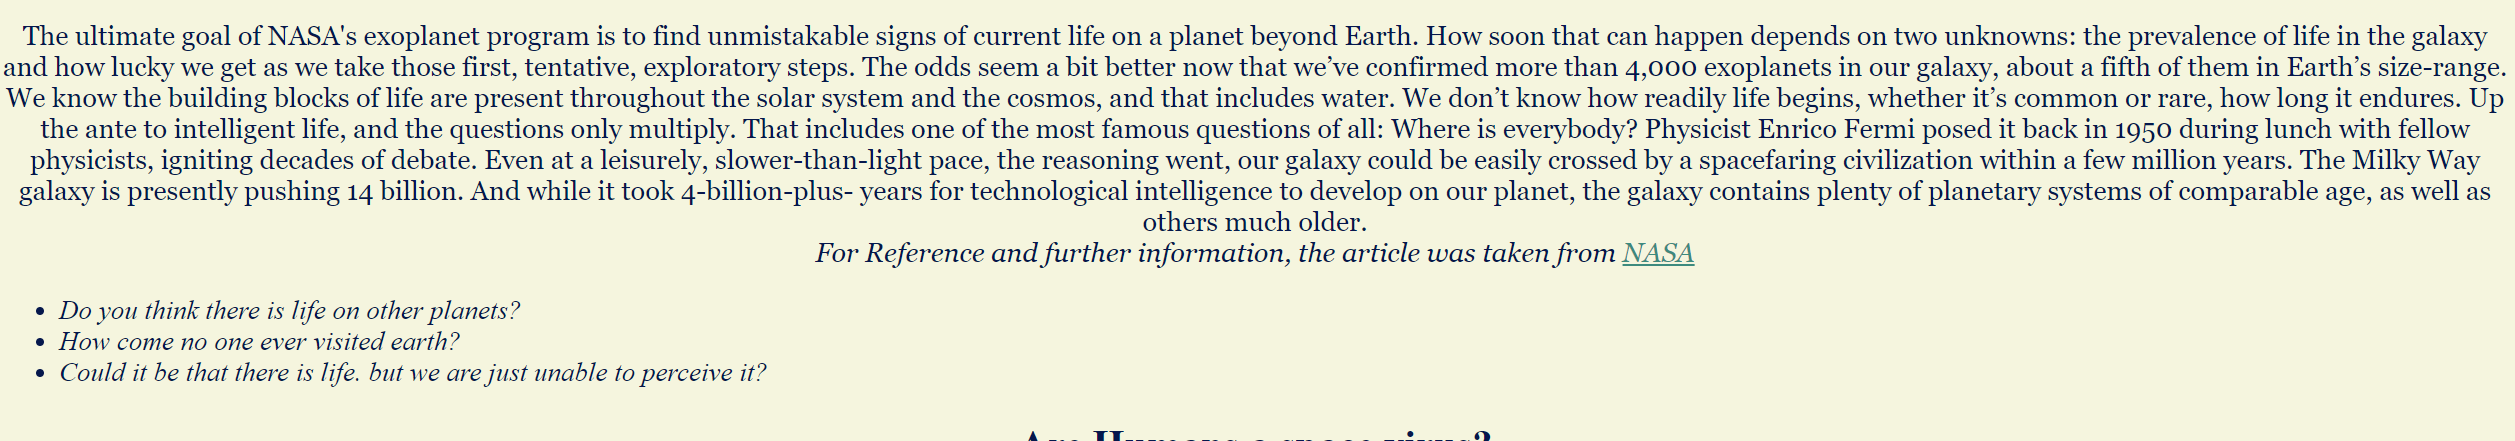 The ultimate goal of NASA's exoplanet program is to find unmistakable signs of current life on a planet beyond Earth. How soon that can happen depends on two unknowns: the prevalence of life in the galaxy
and how lucky we get as we take those first, tentative, exploratory steps. The odds seem a bit better now that we’ve confirmed more than 4,000 exoplanets in our galaxy, about a fifth of them in Earth’s size-range.
We know the building blocks of life are present throughout the solar system and the cosmos, and that includes water. We don’t know how readily life begins, whether it’s common or rare, how long it endures. Up
the ante to intelligent life, and the questions only multiply. That includes one of the most famous questions of all: Where is everybody? Physicist Enrico Fermi posed it back in 1950 during lunch with fellow
physicists, igniting decades of debate. Even at a leisurely, slower-than-light pace, the reasoning went, our galaxy could be easily crossed by a spacefaring civilization within a few million years. The Milky Way
galaxy is presently pushing 14 billion. And while it took 4-billion-plus- years for technological intelligence to develop on our planet, the galaxy contains plenty of planetary systems of comparable age, as well as
others much older.
For Reference and further information, the article was taken from NASA
• Do you think there is life on other planets?
• How come no one ever visited earth?
• Could it be that there is life. but we are just unable to perceive it?
Are Humans a space virus?